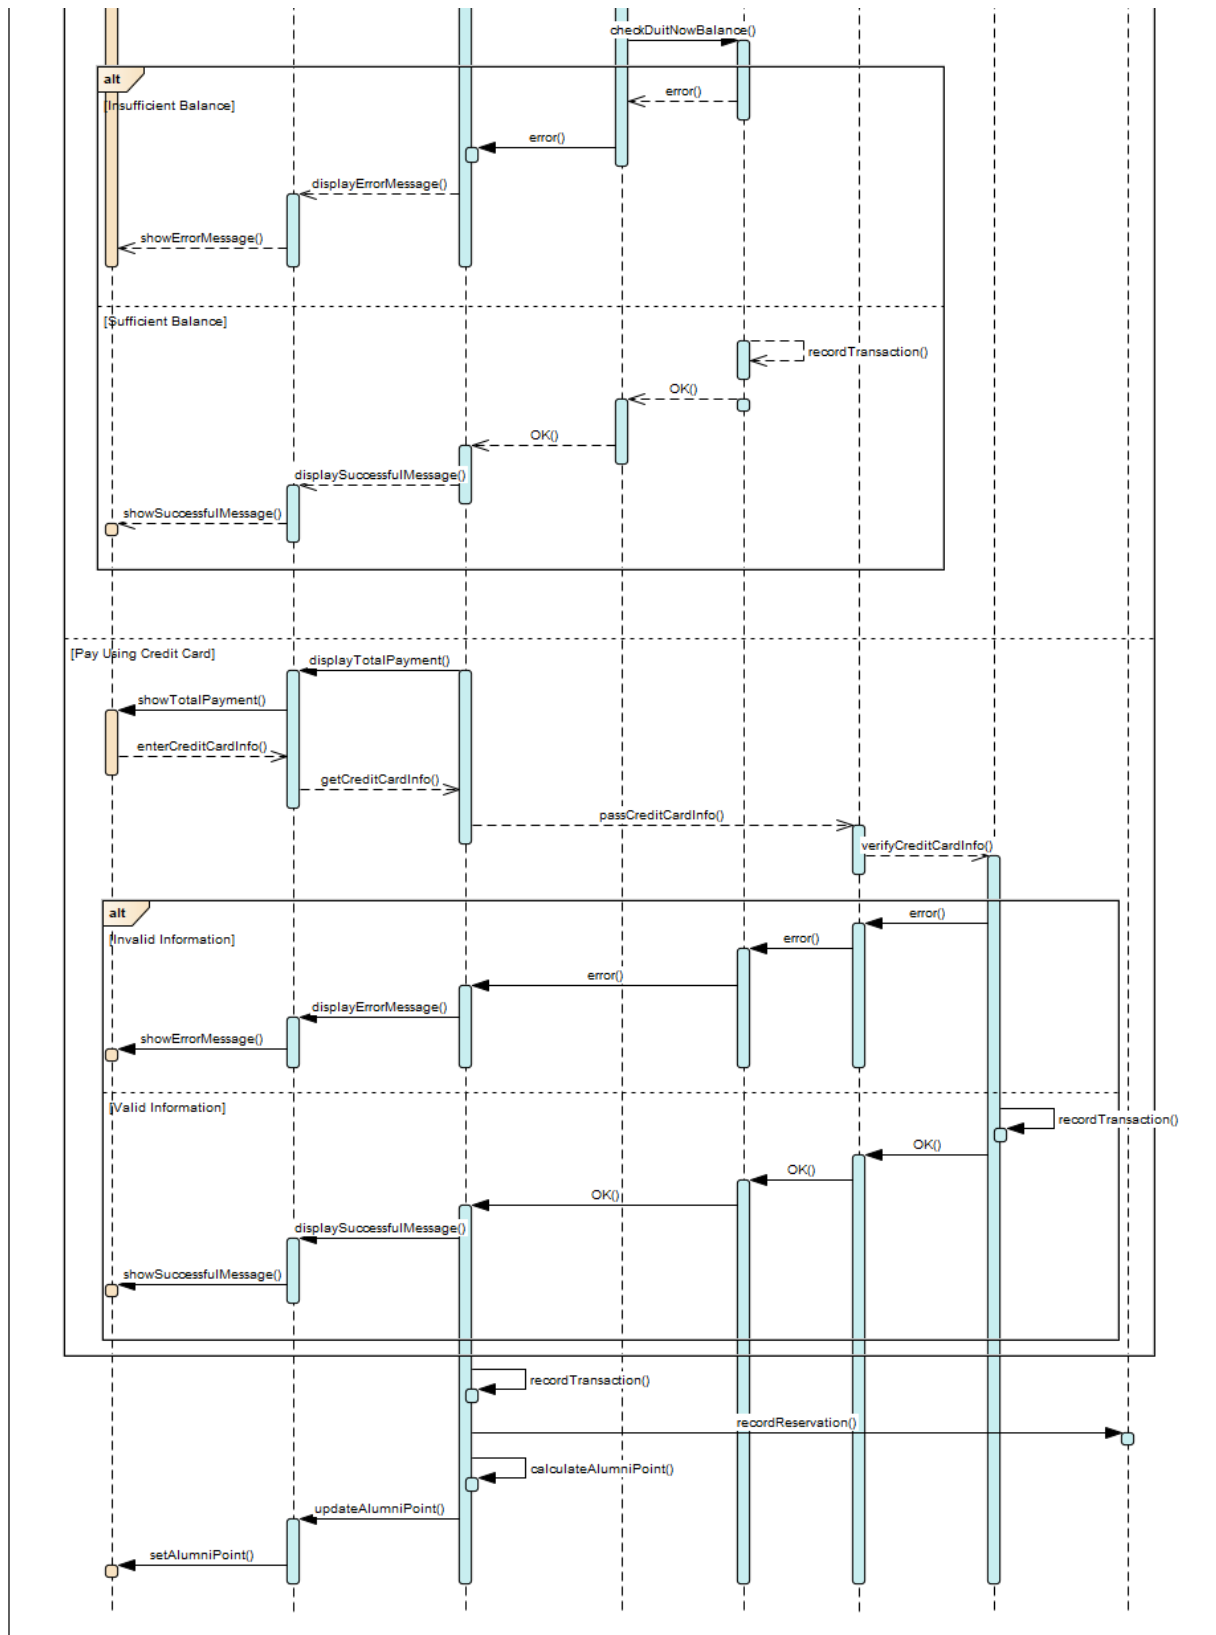 checkDuitNowBalance()
alt
[Insufficient Balance]
error()
error()
displayErrorMessage()
showErrorMessage()
[Sufficient Balance]
recordTransaction()
OK()
OK()
displaySuccessfulMessage()
showSuccessfulMessage()
[Pay Using Credit Card]
displayTotalPayment()
showTotalPayment()
enterCreditCardInfo()
getCreditCardInfo()
passCreditCardInfo()
verifyCreditCardInfo()
alt
error()
[Invalid Information]
error()
error()
displayErrorMessage()
showErrorMessage()
[Valid Information]
recordTransaction()
OK()
OK()
OK()
displaySuccessfulMessage()
showSuccessfulMessage()
recordTransaction()
recordReservation()
calculateAlumniPoint()
updateAlumniPoint()
setAlumniPoint()